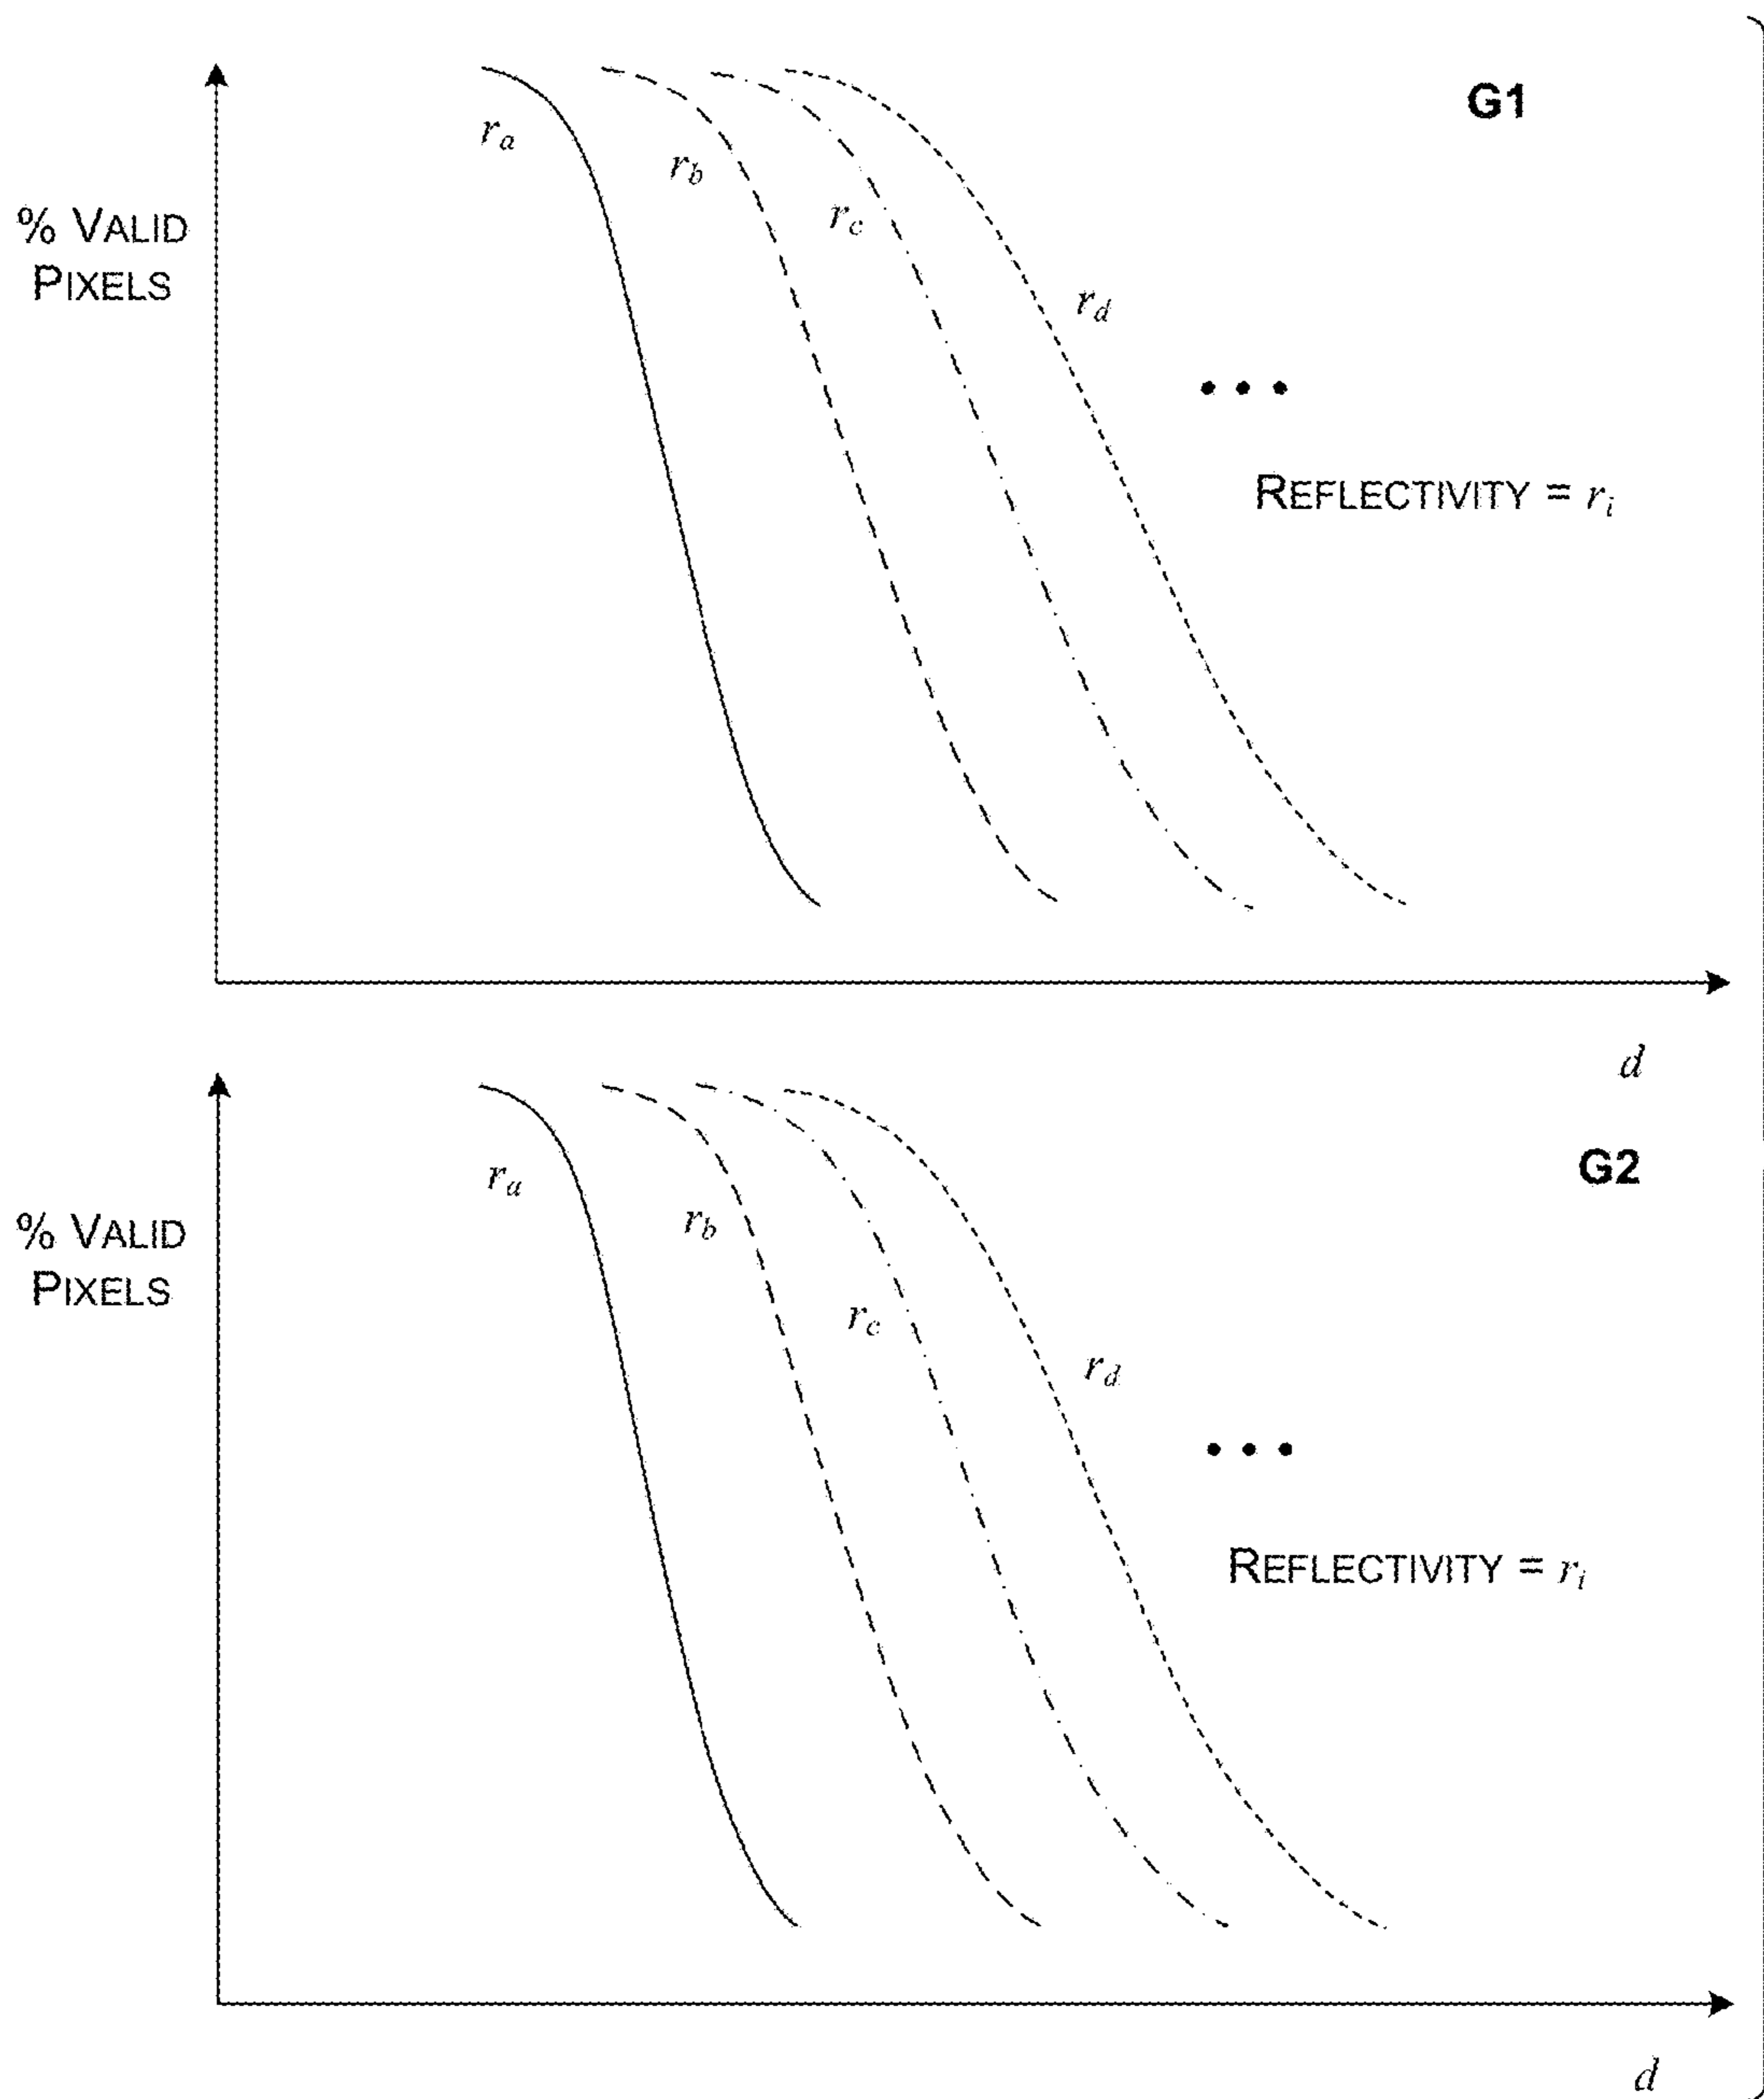 G1
r_a
r_b
r_c
r_d
% VALID
PIXELS
• • •
REFLECTIVITY = r_i
d
G2
r_a
r_b
r_c
r_d
% VALID
PIXELS
• • •
REFLECTIVITY = r_i
d